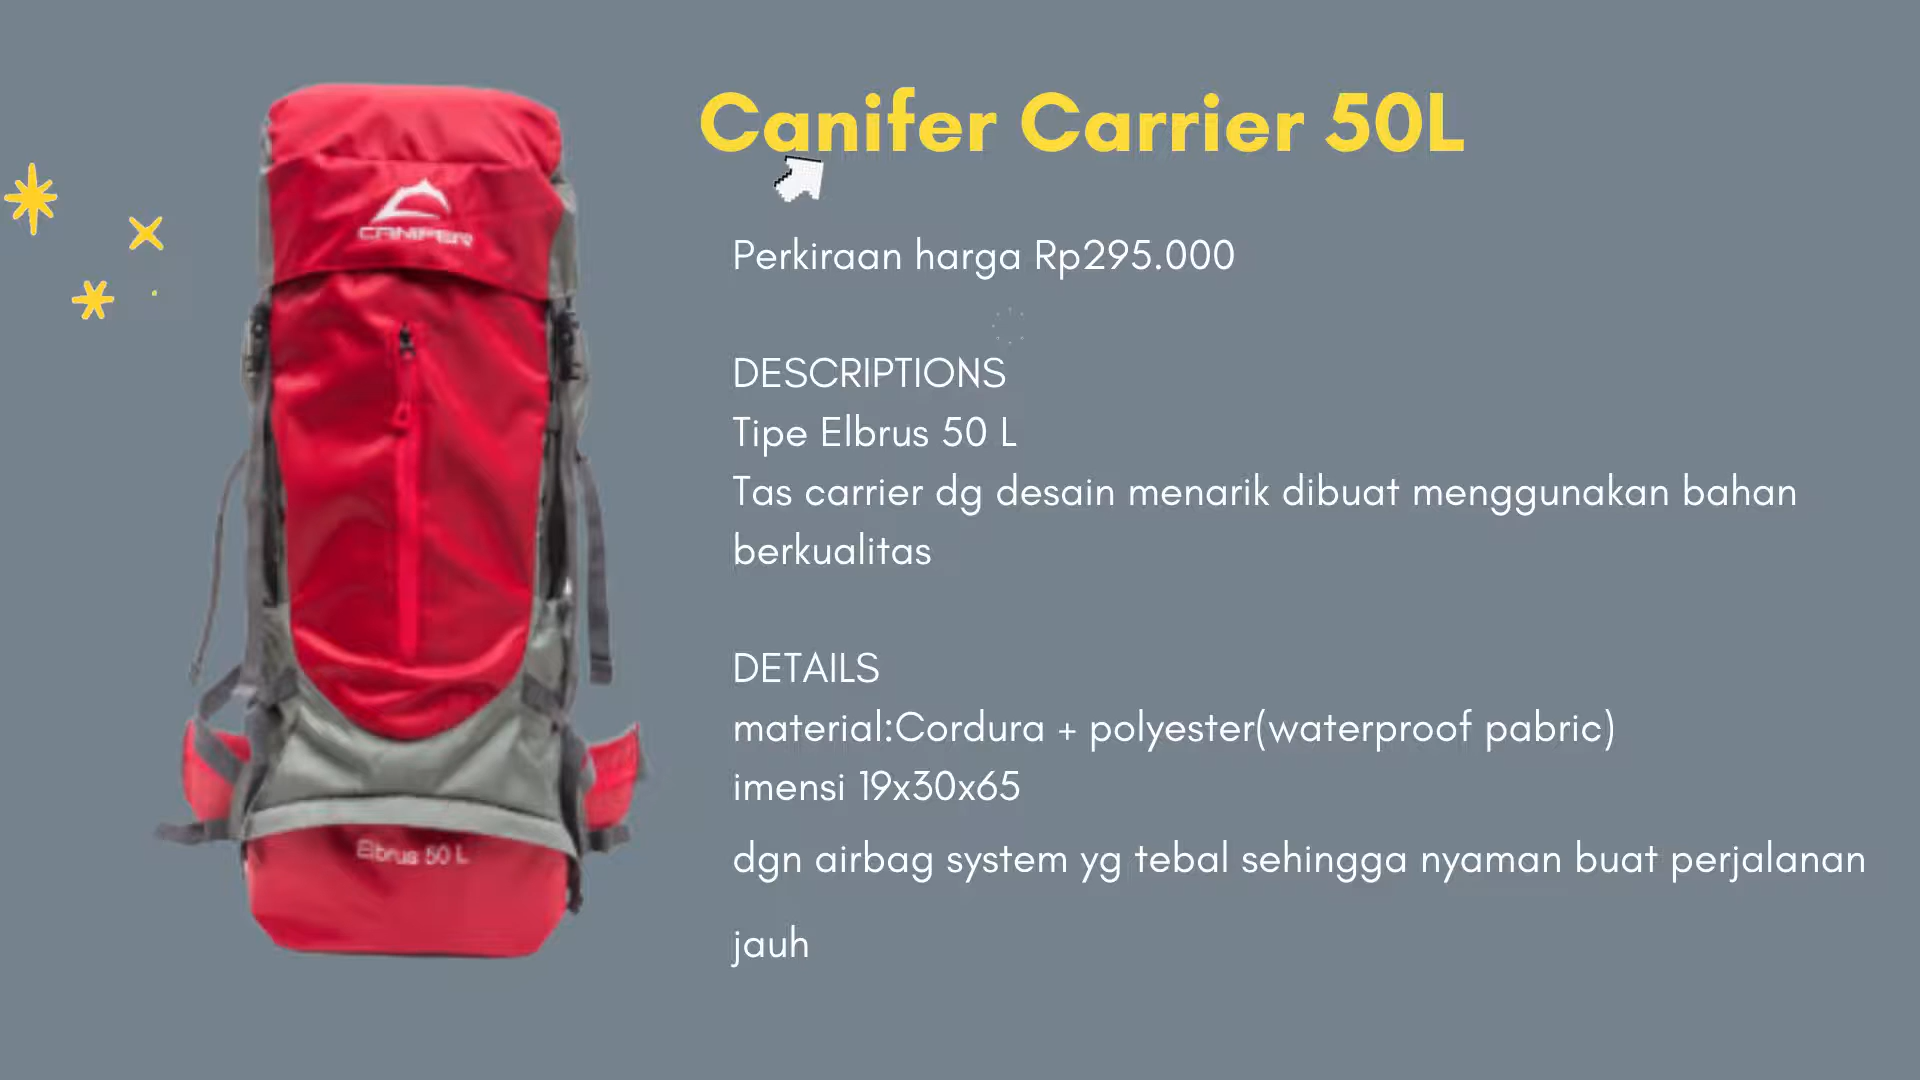 Canifer Carrier 50L
Perkiraan harga Rp295.000
DESCRIPTIONS
Tipe Elbrus 50 L
Tas carrier dg desain menarik dibuat menggunakan bahan
berkualitas
DETAILS
material:Cordura + polyester(waterproof pabric)
imensi 19x30x65
dgn airbag system yg tebal sehingga nyaman buat perjalanan
jauh
Elbrus 50 L